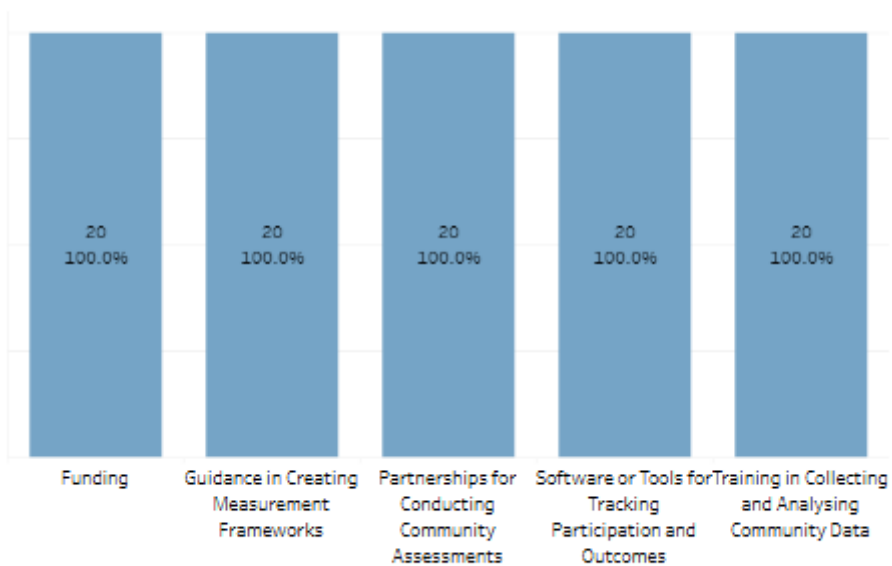 20
100.0%
20
100.0%
20
100.0%
20
100.0%
20
100.0%
Funding
Guidance in Creating
Measurement
Frameworks
Partnerships for
Conducting
Community
Assessments
Software or Tools for
Tracking
Participation and
Outcomes
Training in Collecting
and Analysing
Community Data